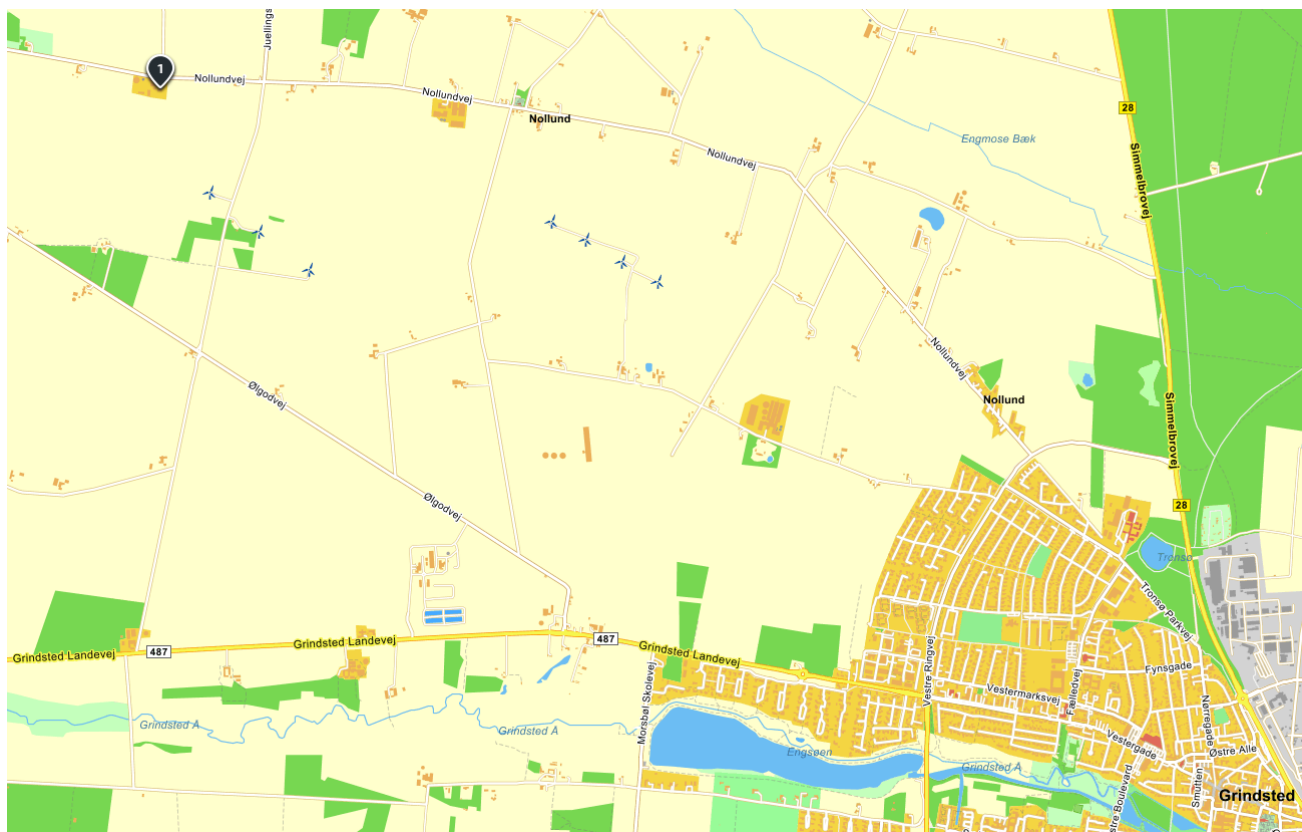 Juellings
1
Nollundvej
Nollundvej
Nollund
28
Engmose Bæk
Simmelbrovej
Nollundvej
Nollundvej
Ølgodvej
Nollund
Simmelbrovej
Ølgodvej
28
Tronsø
Tronsø Parkvej
Grindsted Landevej
487
Grindsted Landevej
487
Grindsted Landevej
Morsbøl Skolevej
Vestre Ringvej
Fælledvej
Fynsgade
Vestermarksvej
Nørregade
Grindsted Å
Grindsted Å
Engsøen
Vestergade
Østre Alle
Grindsted Å
Smutten
Grindsted
stre Boulevard